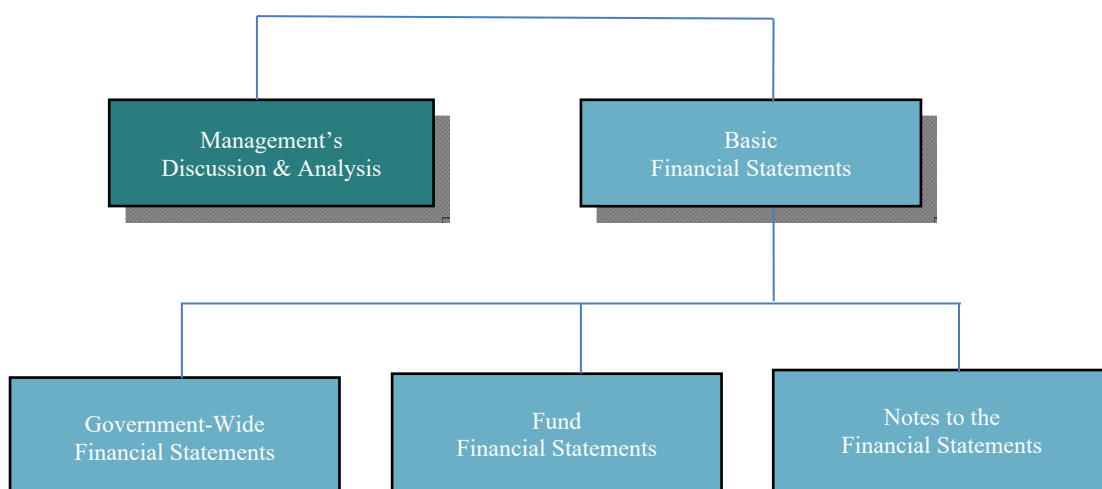 Management’s
Discussion & Analysis
Basic
Financial Statements
Government-Wide
Financial Statements
Fund
Financial Statements
Notes to the
Financial Statements